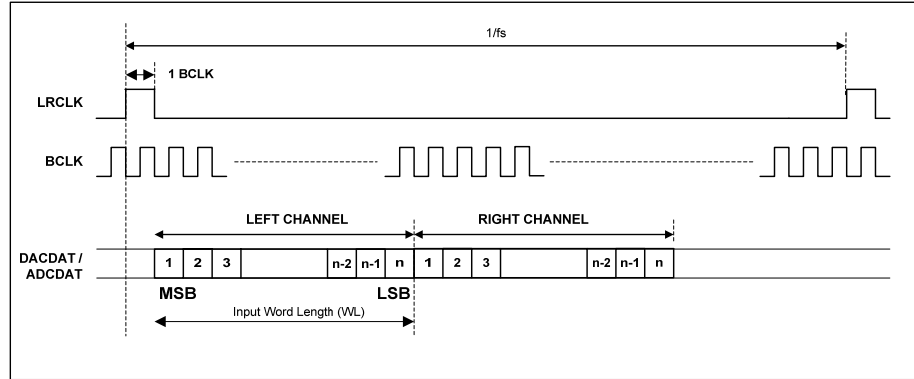 1/fs
1 BCLK
LRCLK
BCLK
LEFT CHANNEL
RIGHT CHANNEL
DACDAT /
ADCDAT
1 2 3 n-2 n-1 n 1 2 3 n-2 n-1 n
MSB LSB
Input Word Length (WL)